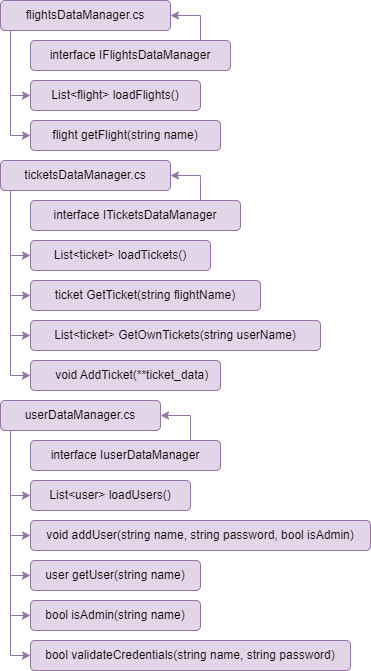 flightsDataManager.cs
interface IFlightsDataManager
List<flight> loadFlights()
flight getFlight(string name)
ticketsDataManager.cs
interface ITicketsDataManager
List<ticket> loadTickets()
ticket GetTicket(string flightName)
List<ticket> GetOwnTickets(string userName)
void AddTicket(**ticket_data)
userDataManager.cs
interface IuserDataManager
List<user> loadUsers()
void addUser(string name, string password, bool isAdmin)
user getUser(string name)
bool isAdmin(string name)
bool validateCredentials(string name, string password)